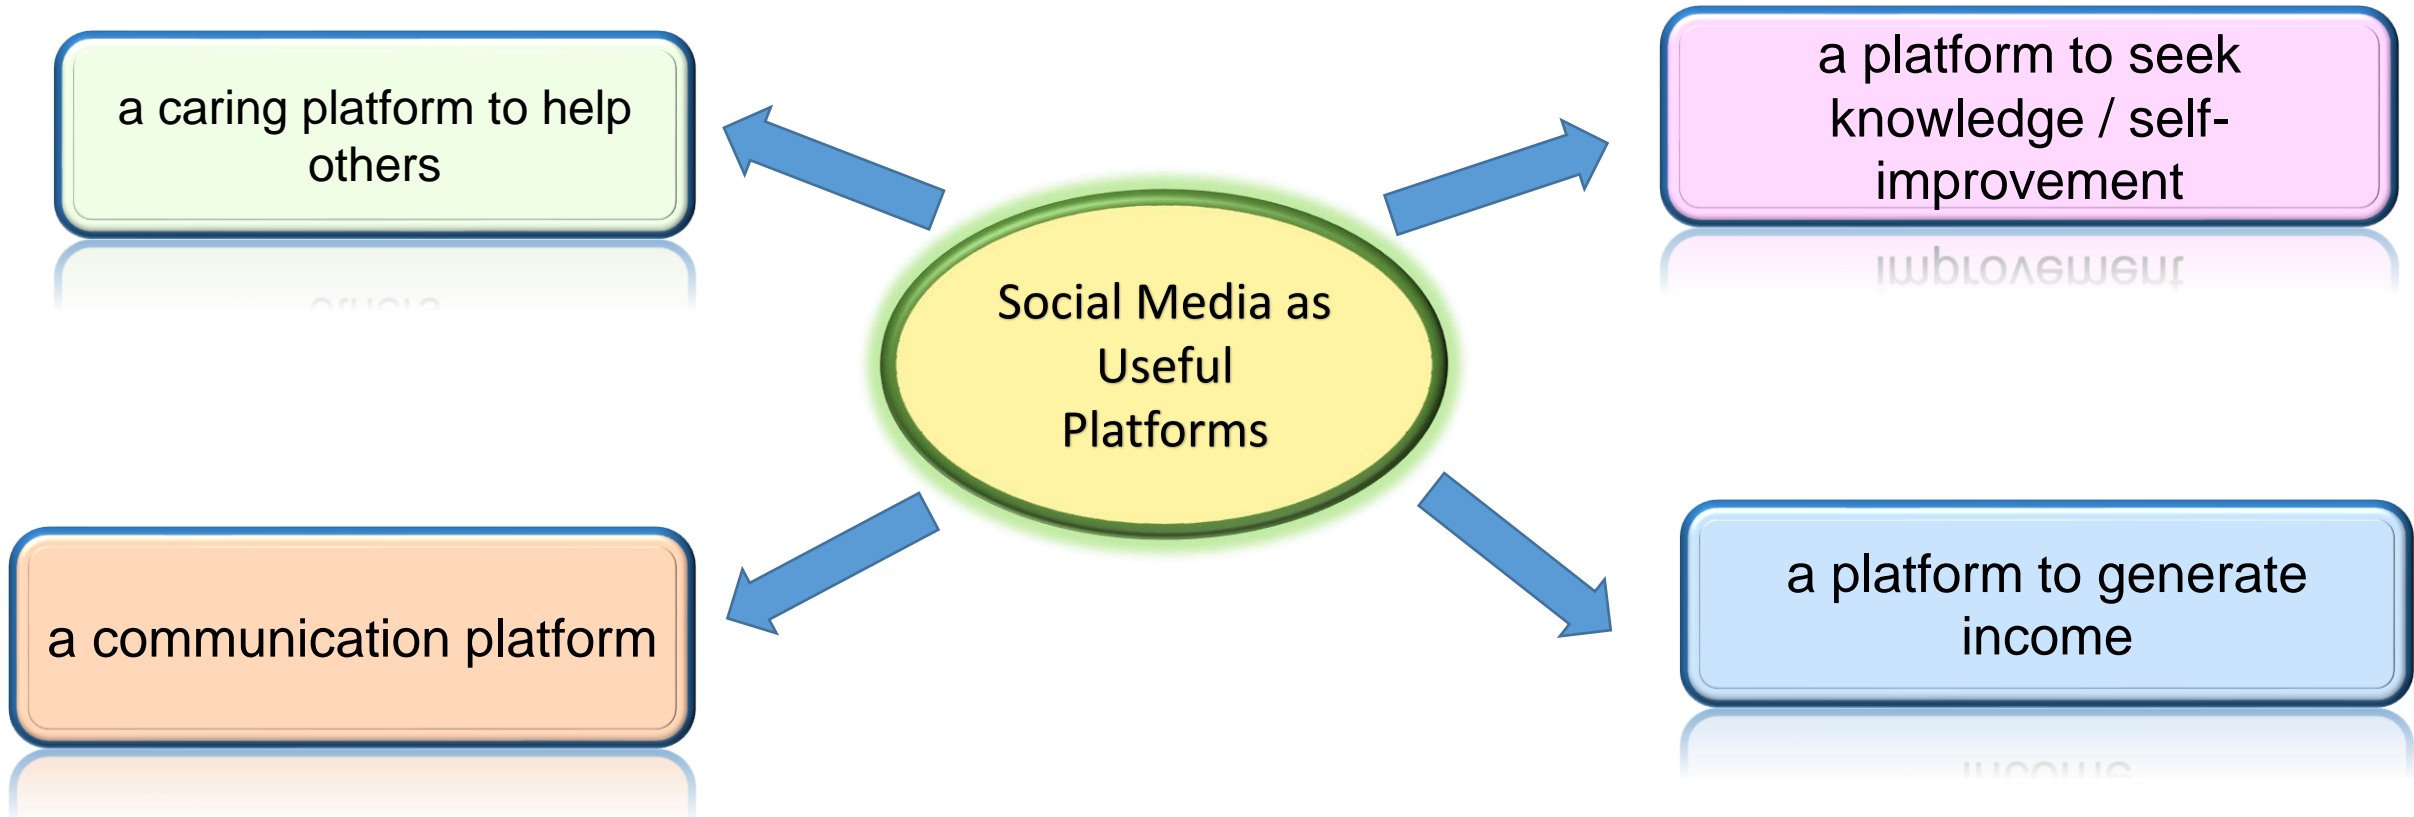 a caring platform to help
others
a platform to seek
knowledge / self-
improvement
Social Media as
Useful
Platforms
a communication platform
a platform to generate
income